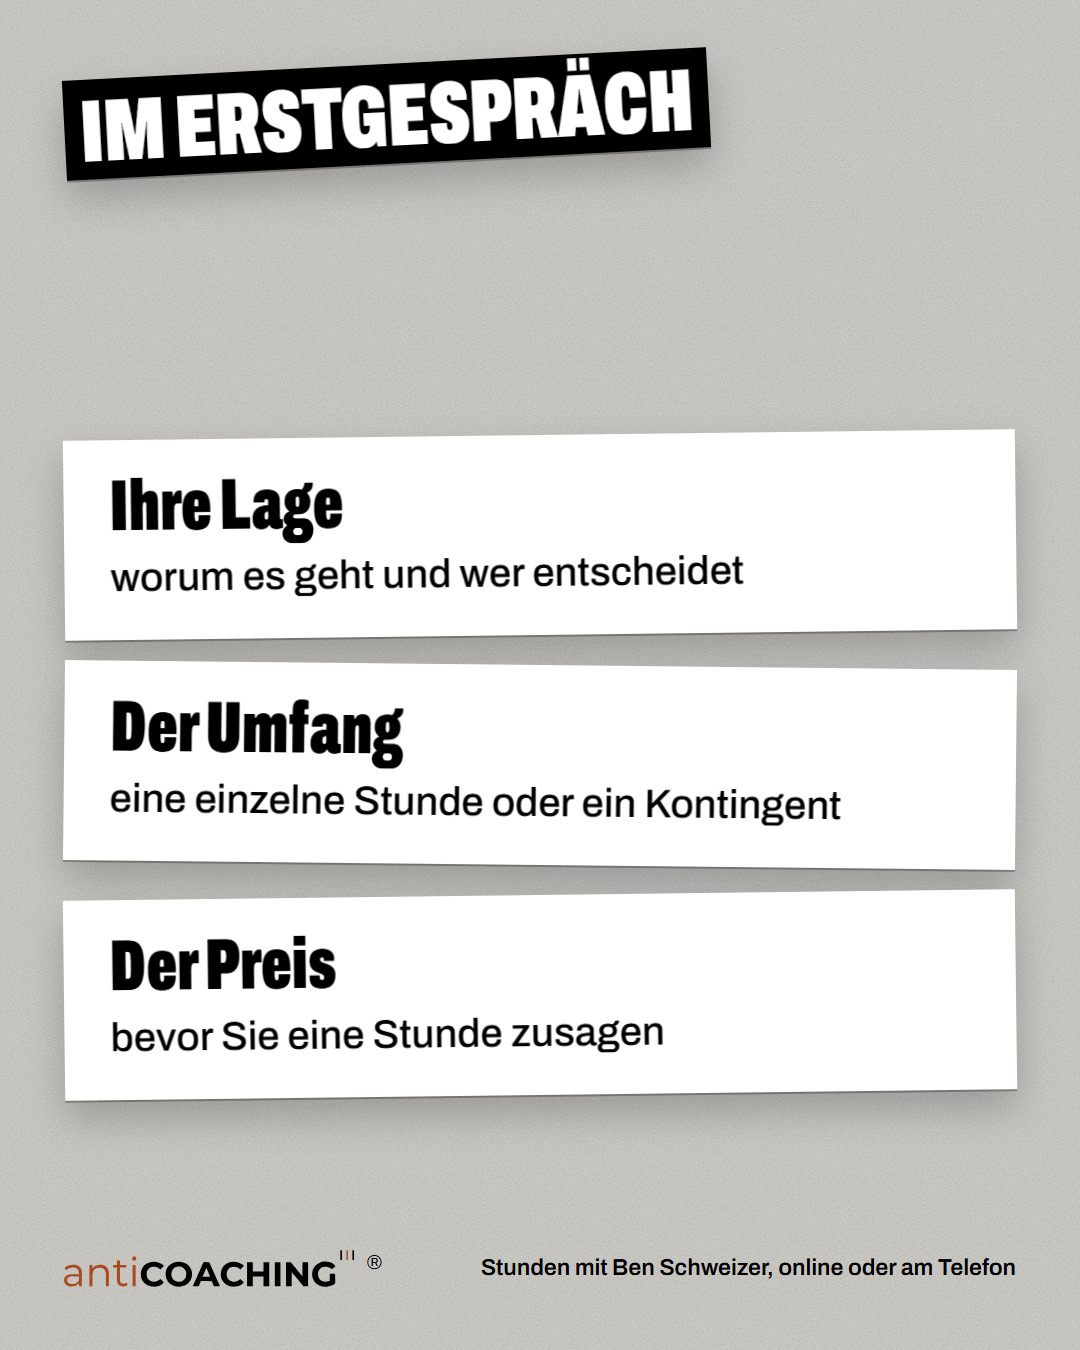 IM ERSTGESPRÄCH
Ihre Lage
worum es geht und wer entscheidet
Der Umfang
eine einzelne Stunde oder ein Kontingent
Der Preis
bevor Sie eine Stunde zusagen
antiCOACHING ®
Stunden mit Ben Schweizer, online oder am Telefon